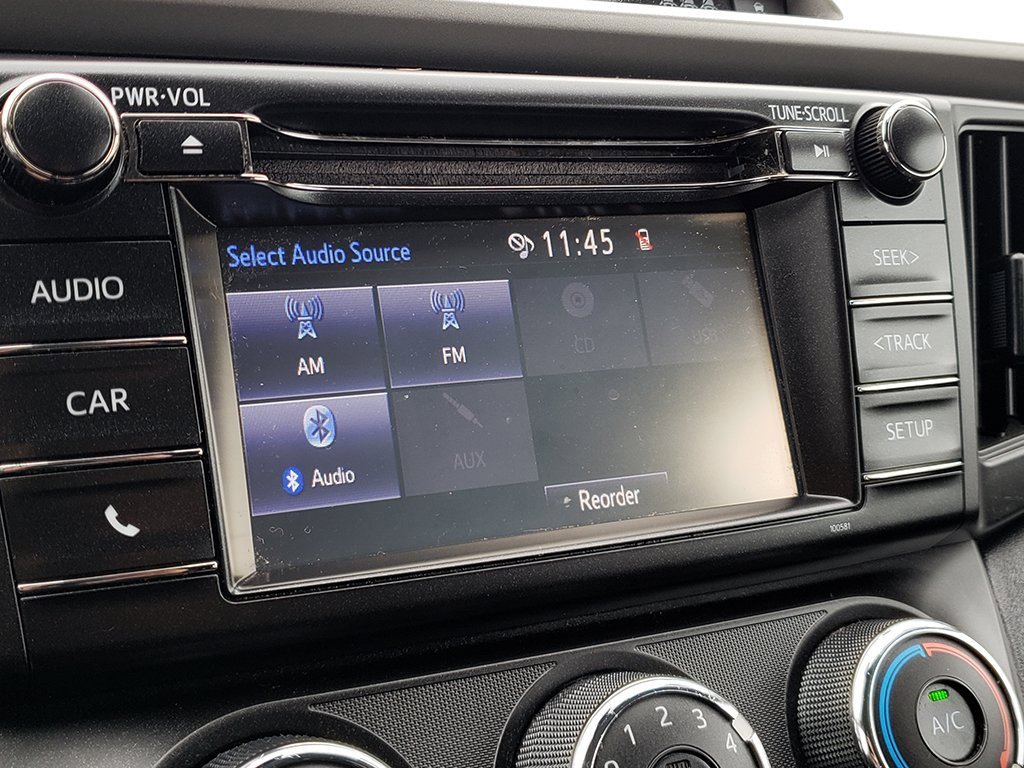 PWR·VOL
TUNE·SCROLL
AUDIO
CAR
SEEK>
<TRACK
SETUP
Select Audio Source
11:45
AM
FM
CD
USB
Audio
AUX
Reorder
100581
1 2 3 4
0
A/C